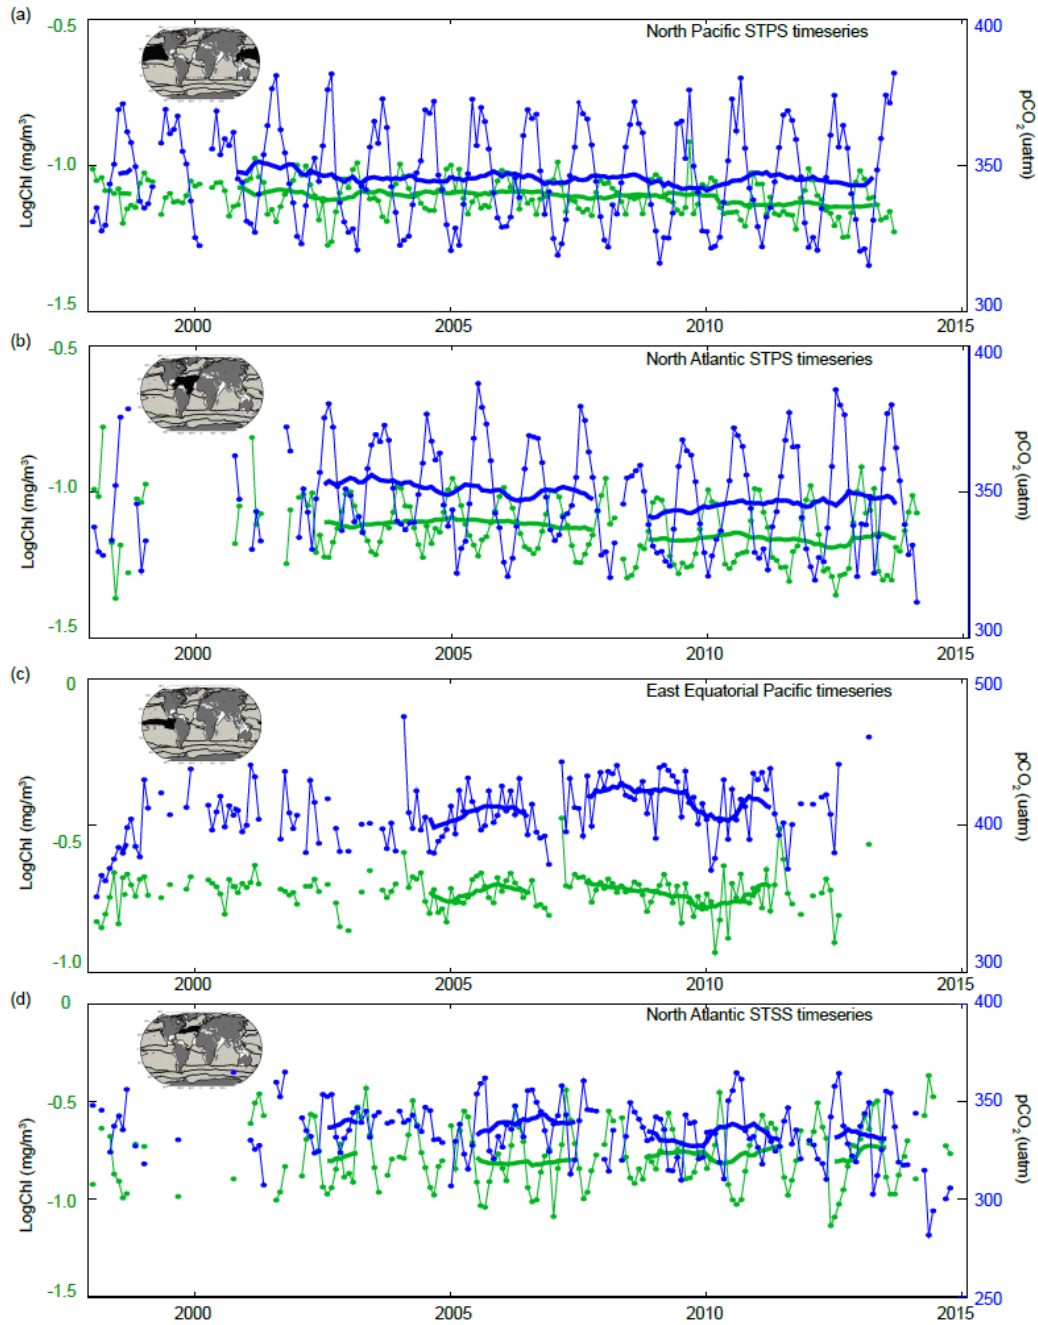 (a)
-0.5
400
North Pacific STPS timeseries
LogChl (mg/m³)
-1.0
350
pCO₂ (uatm)
-1.5
300
2000
2005
2010
2015
(b)
-0.5
400
North Atlantic STPS timeseries
LogChl (mg/m³)
-1.0
350
pCO₂ (uatm)
-1.5
300
2000
2005
2010
2015
(c)
0
500
East Equatorial Pacific timeseries
LogChl (mg/m³)
-0.5
400
pCO₂ (uatm)
-1.0
300
2000
2005
2010
2015
(d)
0
400
North Atlantic STSS timeseries
LogChl (mg/m³)
-0.5
350
pCO₂ (uatm)
-1.0
300
-1.5
250
2000
2005
2010
2015